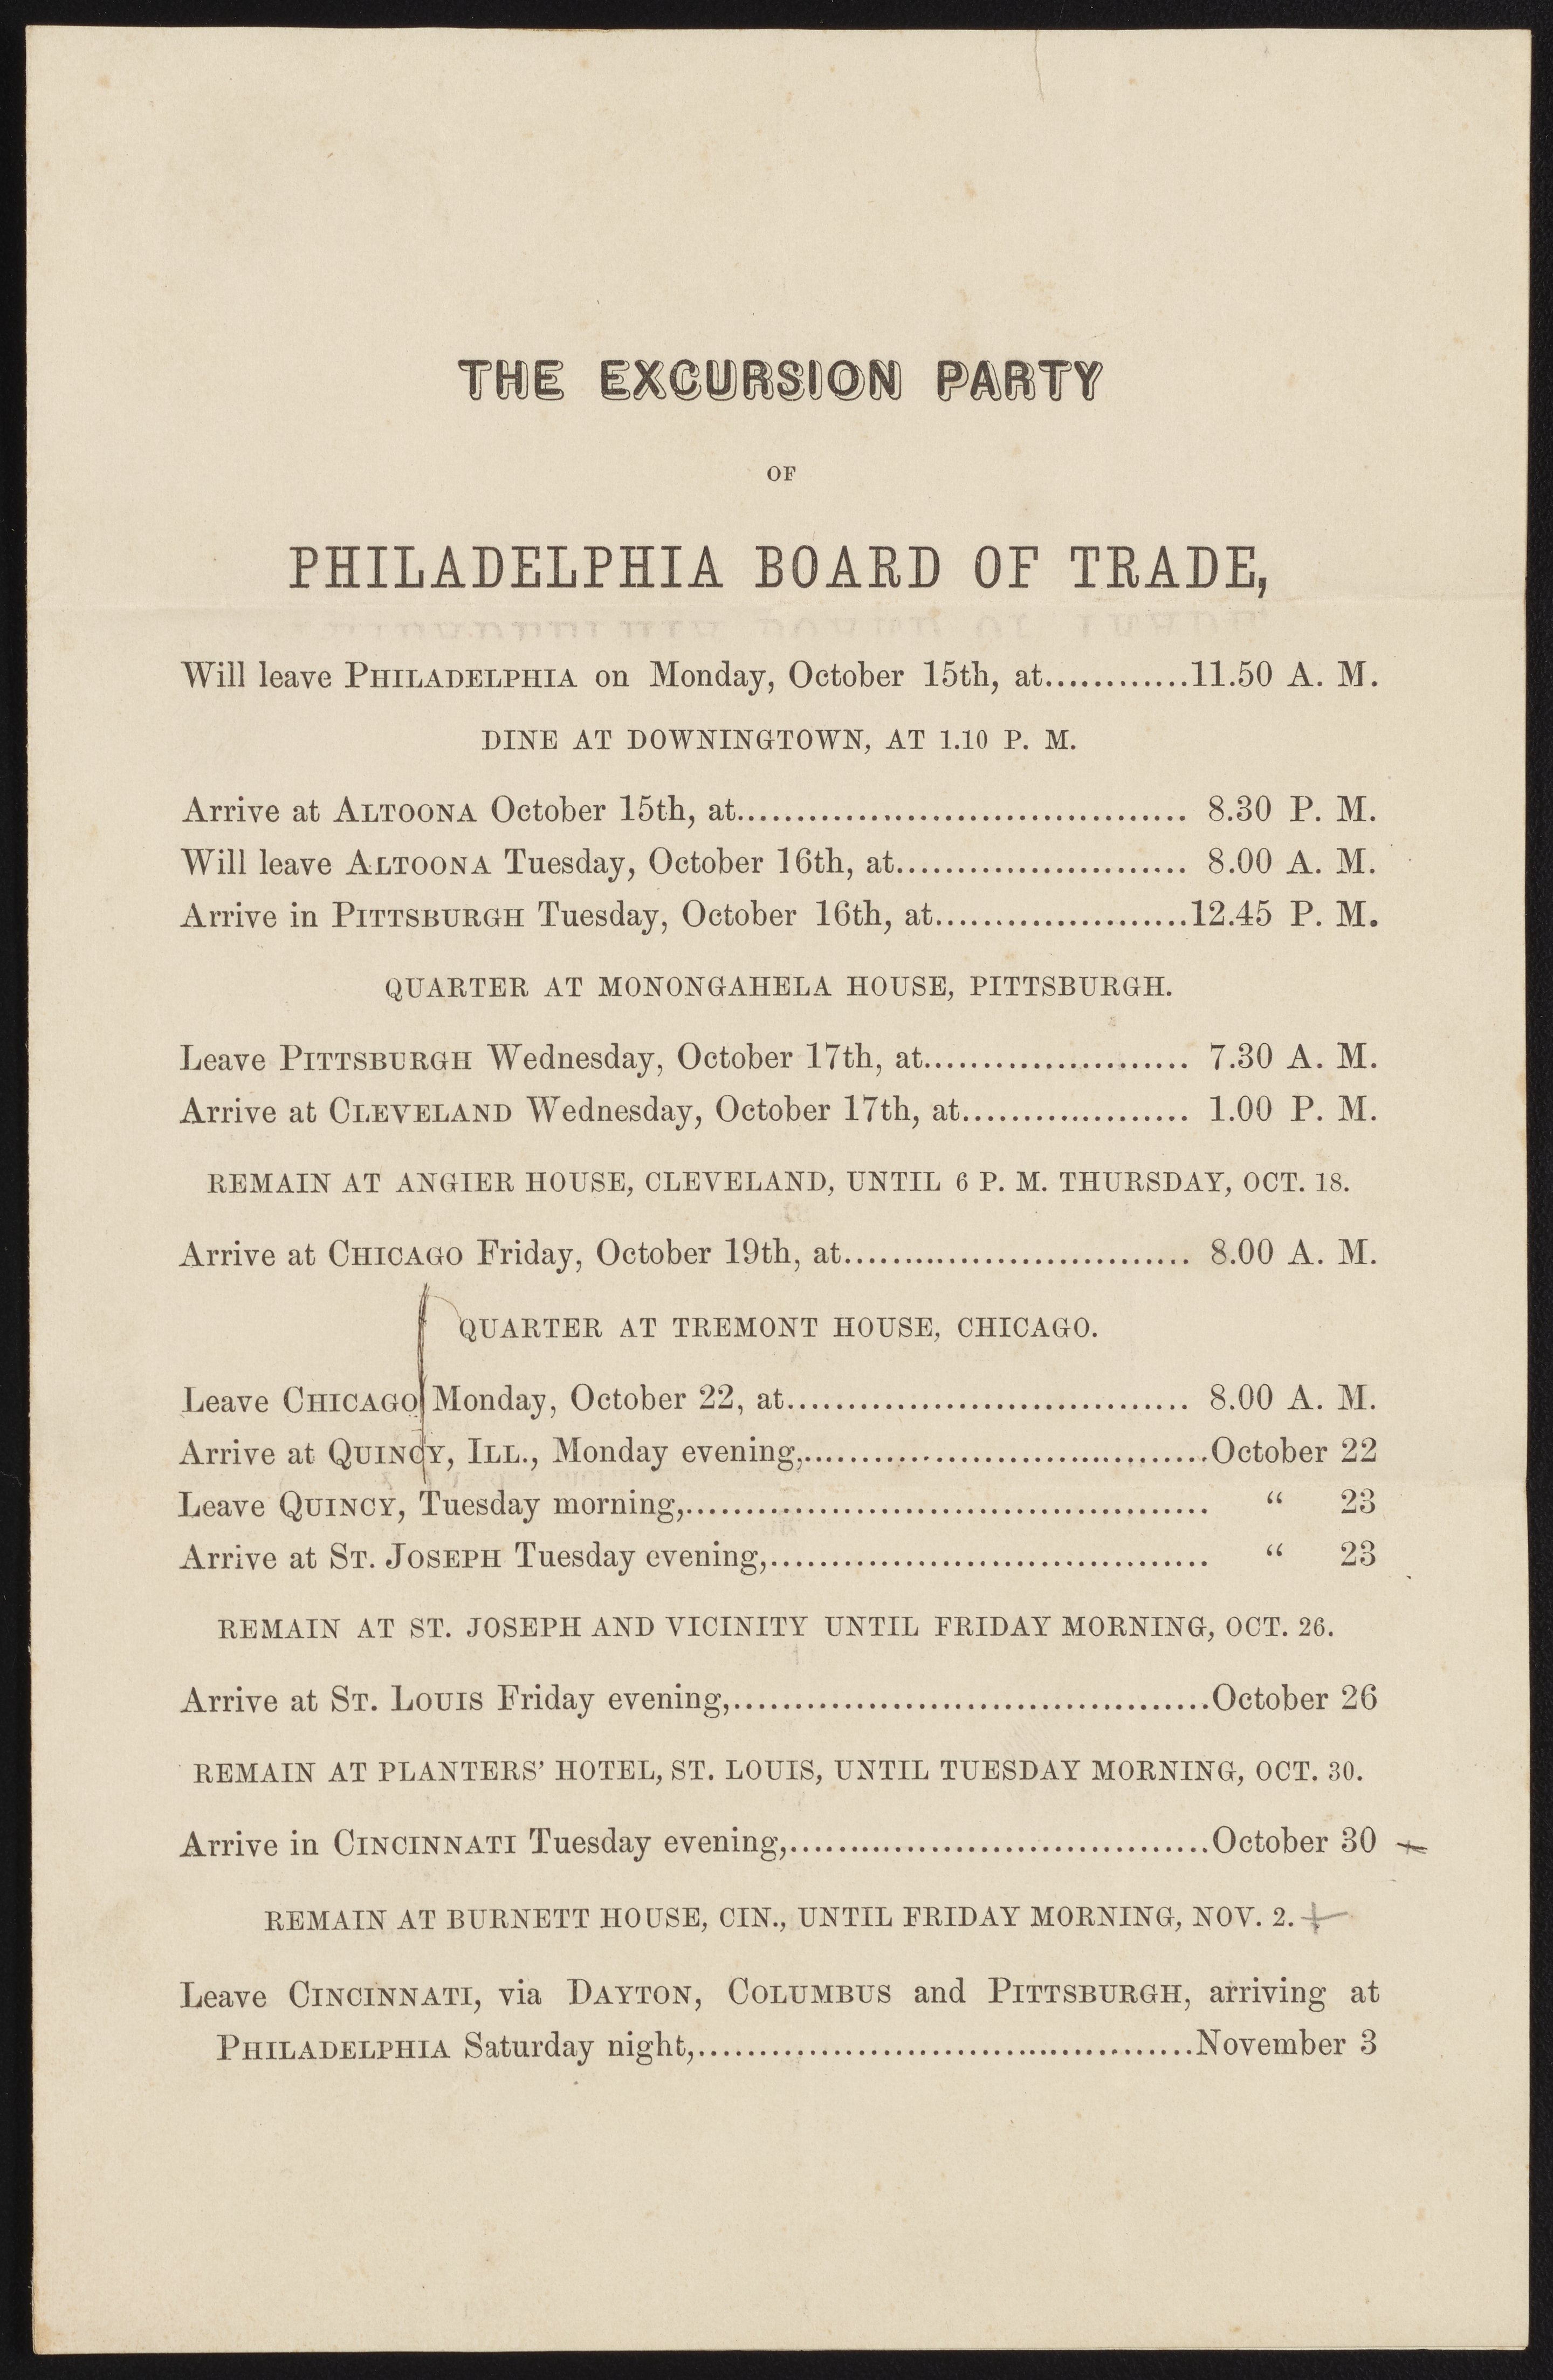 THE EXCURSION PARTY
OF
PHILADELPHIA BOARD OF TRADE,
Will leave PHILADELPHIA on Monday, October 15th, at............11.50 A. M.
DINE AT DOWNINGTOWN, AT 1.10 P. M.
Arrive at ALTOONA October 15th, at...................................... 8.30 P. M.
Will leave ALTOONA Tuesday, October 16th, at......................... 8.00 A. M.
Arrive in PITTSBURGH Tuesday, October 16th, at.....................12.45 P. M.
QUARTER AT MONONGAHELA HOUSE, PITTSBURGH.
Leave PITTSBURGH Wednesday, October 17th, at....................... 7.30 A. M.
Arrive at CLEVELAND Wednesday, October 17th, at................... 1.00 P. M.
REMAIN AT ANGIER HOUSE, CLEVELAND, UNTIL 6 P. M. THURSDAY, OCT. 18.
Arrive at CHICAGO Friday, October 19th, at.............................. 8.00 A. M.
QUARTER AT TREMONT HOUSE, CHICAGO.
Leave CHICAGO Monday, October 22, at.................................. 8.00 A. M.
Arrive at QUINCY, ILL., Monday evening,..................................October 22
Leave QUINCY, Tuesday morning,............................................ “ 23
Arrive at ST. JOSEPH Tuesday evening,..................................... “ 23
REMAIN AT ST. JOSEPH AND VICINITY UNTIL FRIDAY MORNING, OCT. 26.
Arrive at ST. LOUIS Friday evening,........................................October 26
REMAIN AT PLANTERS’ HOTEL, ST. LOUIS, UNTIL TUESDAY MORNING, OCT. 30.
Arrive in CINCINNATI Tuesday evening,...................................October 30
REMAIN AT BURNETT HOUSE, CIN., UNTIL FRIDAY MORNING, NOV. 2.
Leave CINCINNATI, via DAYTON, COLUMBUS and PITTSBURGH, arriving at
PHILADELPHIA Saturday night,..........................................November 3